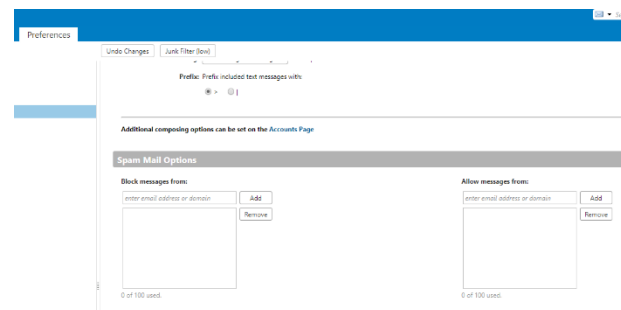 Preferences
Undo Changes Junk Filter (low)
Prefix: Prefix included text messages with:
> |
Additional composing options can be set on the Accounts Page
Spam Mail Options
Block messages from: Allow messages from:
enter email address or domain Add enter email address or domain Add
Remove Remove
0 of 100 used. 0 of 100 used.